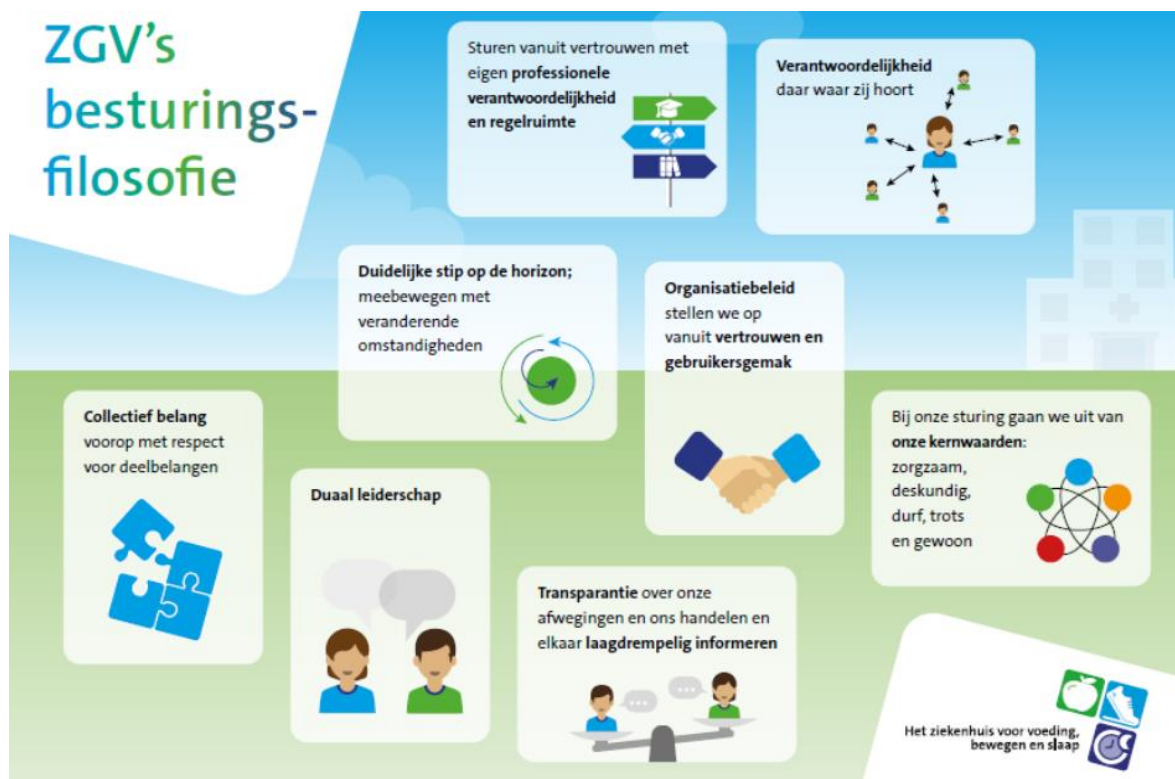 ZGV's
besturings-
filosofie
Sturen vanuit vertrouwen met
eigen professionele
verantwoordelijkheid
en regelruimte
Verantwoordelijkheid
daar waar zij hoort
Duidelijke stip op de horizon;
meebewegen met
veranderende
omstandigheden
Organisatiebeleid
stellen we op
vanuit vertrouwen en
gebruikersgemak
Collectief belang
voorop met respect
voor deelbelangen
Duaal leiderschap
Bij onze sturing gaan we uit van
onze kernwaarden:
zorgzaam,
deskundig,
durf, trots
en gewoon
Transparantie over onze
afwegingen en ons handelen en
elkaar laagdrempelig informeren
Het ziekenhuis voor voeding,
bewegen en slaap